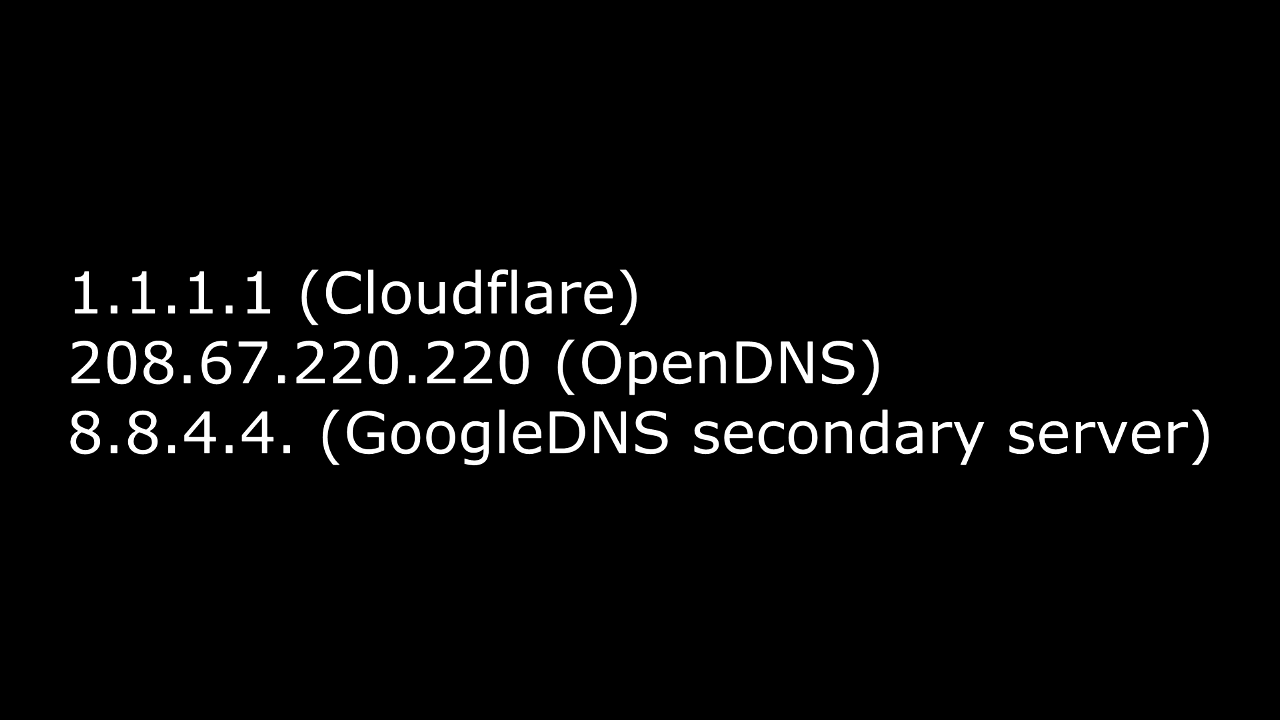 1.1.1.1 (Cloudflare)
208.67.220.220 (OpenDNS)
8.8.4.4. (GoogleDNS secondary server)